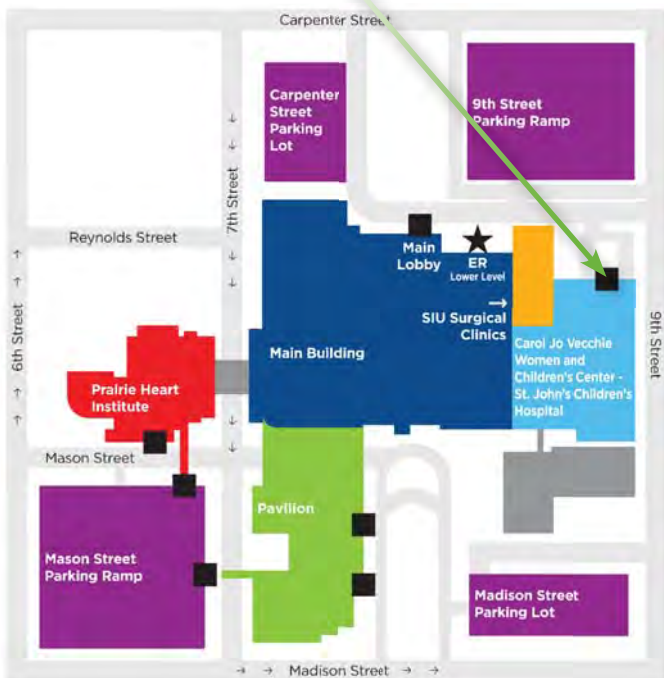 Carpenter Street
Carpenter
Street
Parking
Lot
9th Street
Parking Ramp
7th Street
Reynolds Street
Main
Lobby
ER
Lower Level
6th Street
SIU Surgical
Clinics
9th Street
Main Building
Carol Jo Vecchie
Women and
Children's Center -
St. John's Children's
Hospital
Prairie Heart
Institute
Mason Street
Pavilion
Mason Street
Parking Ramp
Madison Street
Parking Lot
Madison Street